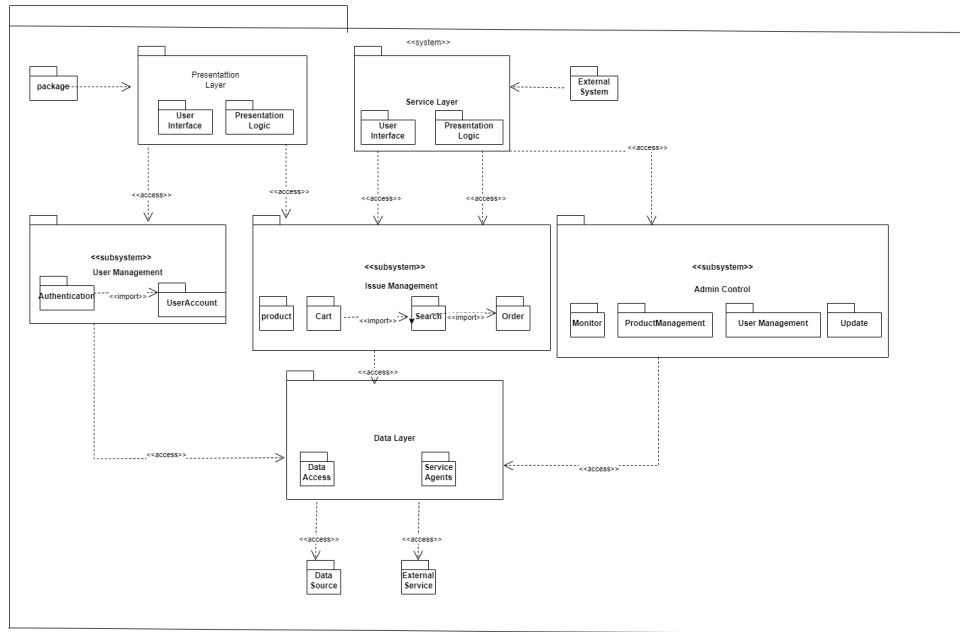 <<system>>
package
Presentattion
Layer
User
Interface
Presentation
Logic
Service Layer
User
Interface
Presentation
Logic
External
System
<<access>>
<<access>>
<<access>>
<<access>>
<<access>>
<<subsystem>>
User Management
Authentication
<<import>>
UserAccount
<<subsystem>>
Issue Management
product
Cart
<<import>>
Search
<<import>>
Order
<<subsystem>>
Admin Control
Monitor
ProductManagement
User Management
Update
<<access>>
<<access>>
<<access>>
Data Layer
Data
Access
Service
Agents
<<access>>
<<access>>
Data
Source
External
Service